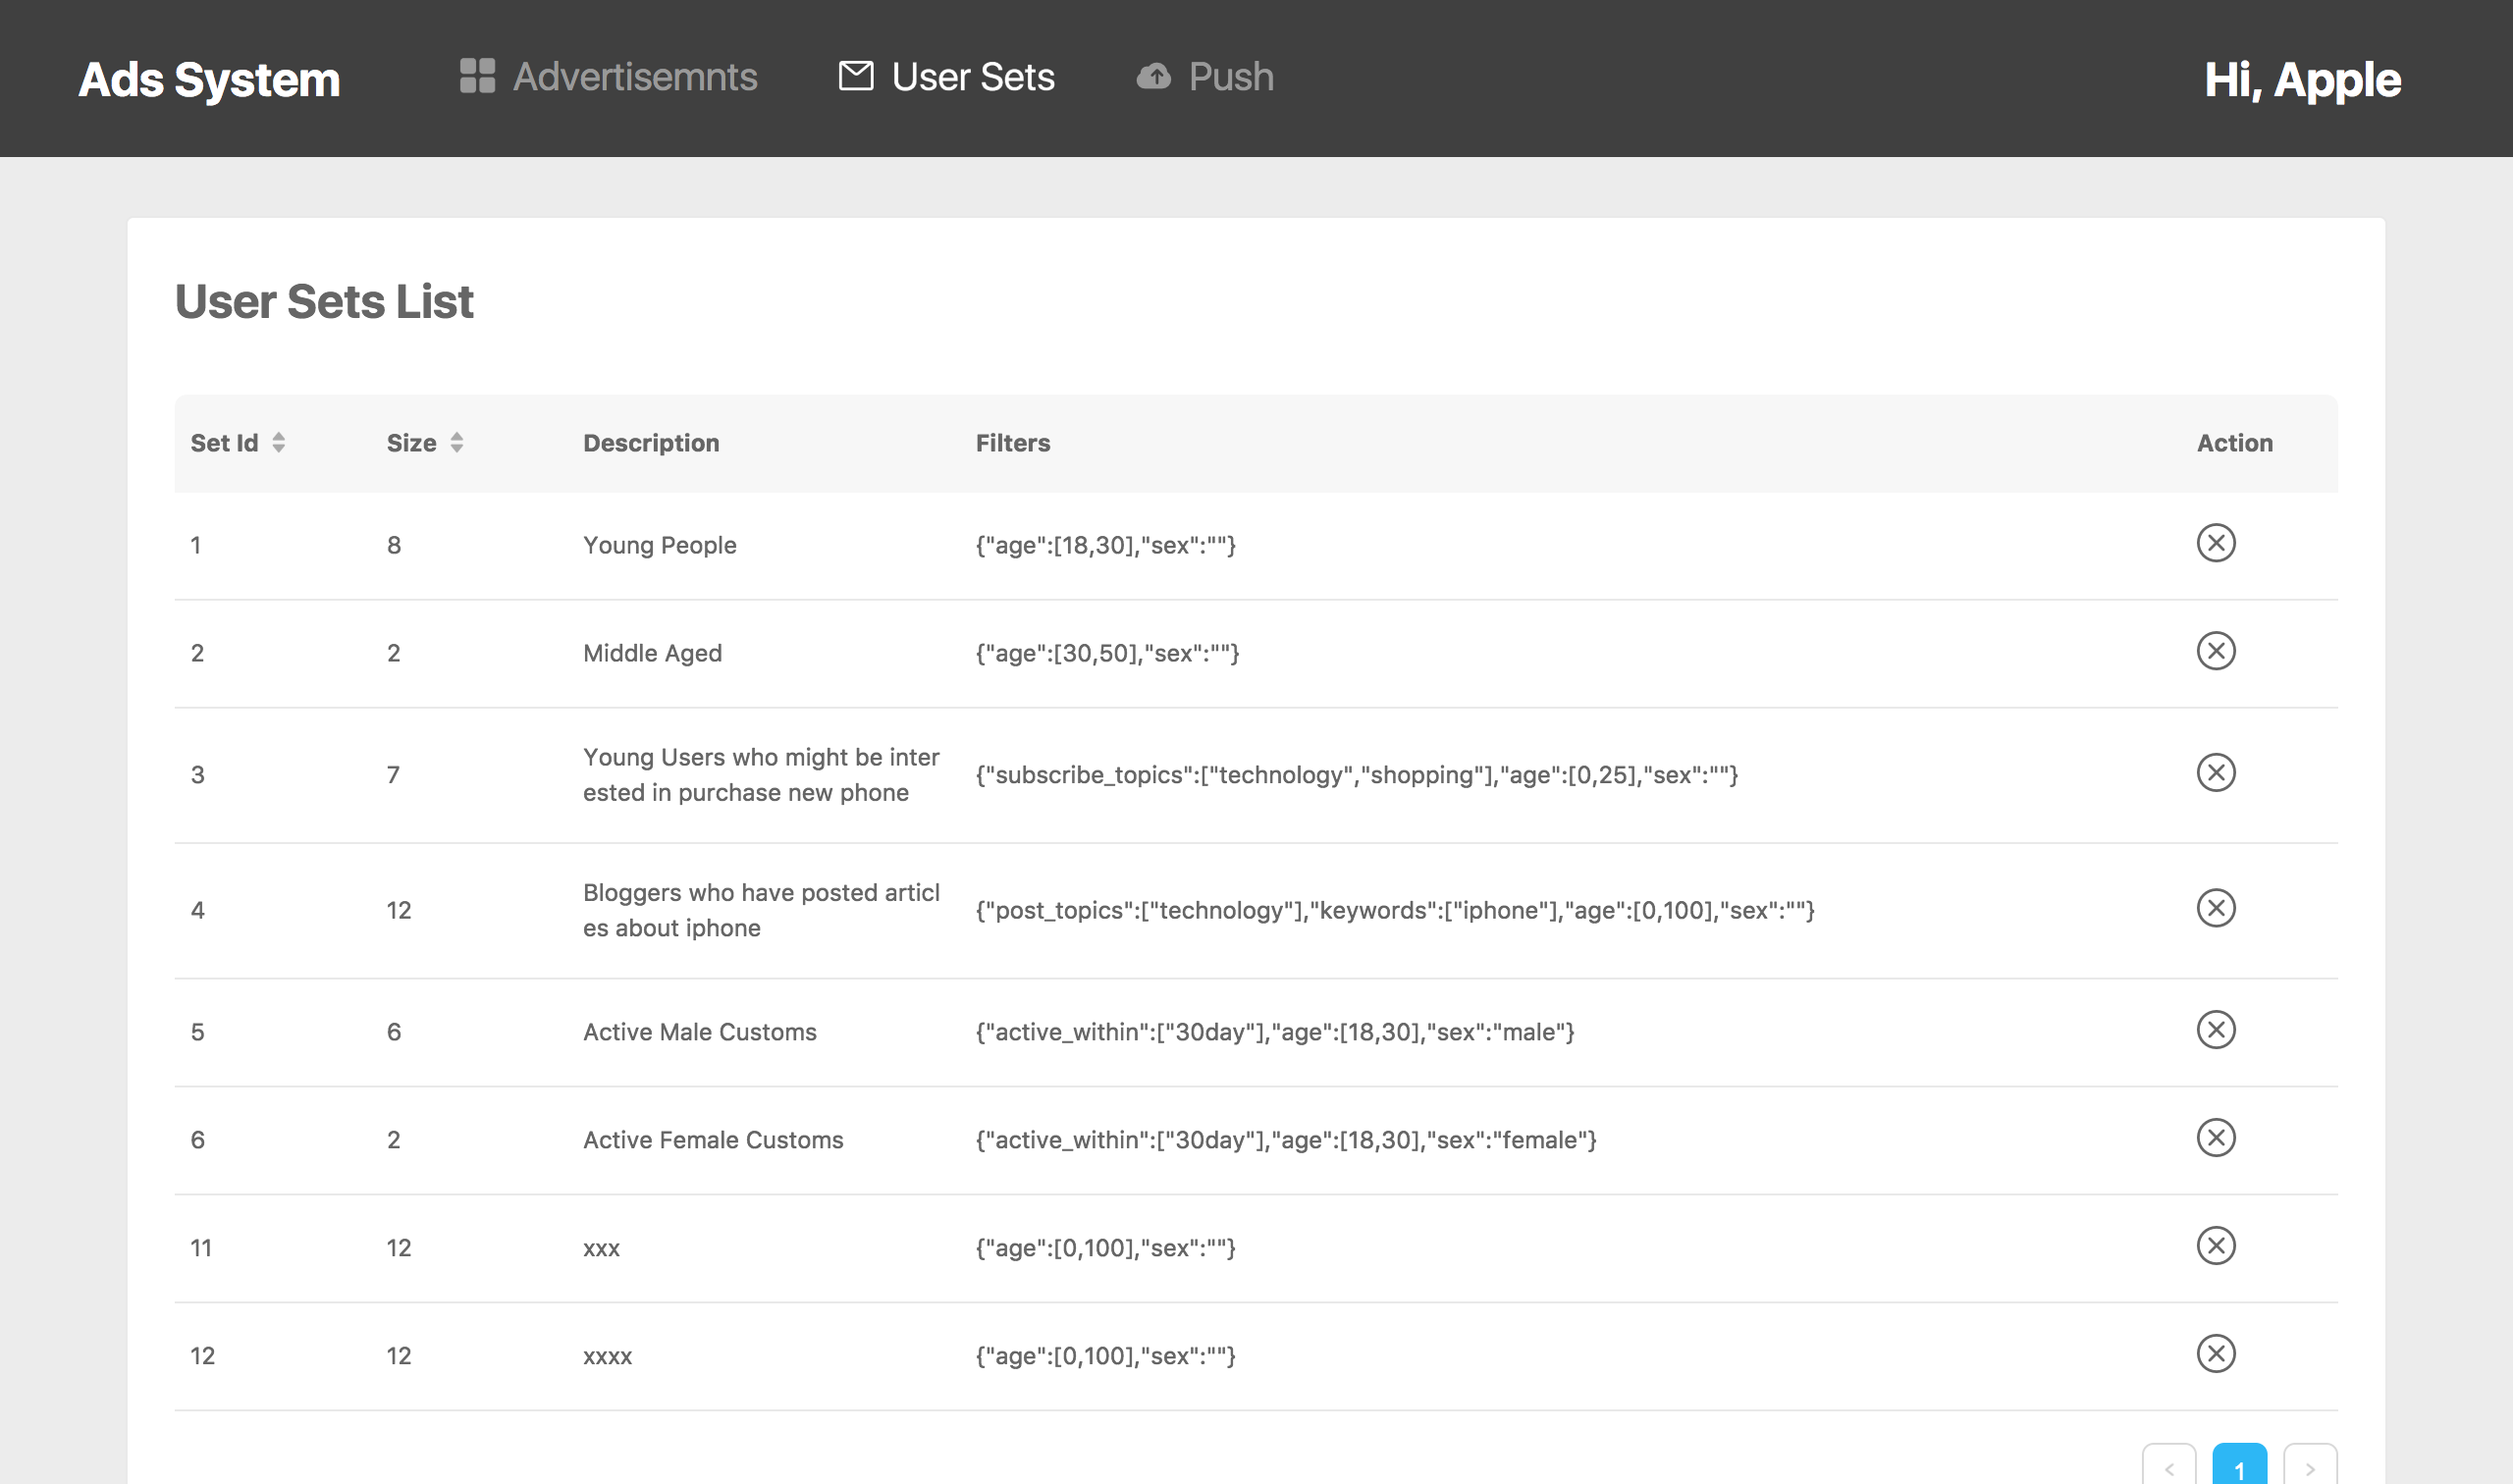 Ads System Advertisemnts User Sets Push Hi, Apple
User Sets List
Set Id Size Description Filters Action
1 8 Young People {"age":[18,30],"sex":""}
2 2 Middle Aged {"age":[30,50],"sex":""}
Young Users who might be inter
3 7 {"subscribe_topics":["technology","shopping"],"age":[0,25],"sex":""}
ested in purchase new phone
Bloggers who have posted articl
4 12 {"post_topics":["technology"],"keywords":["iphone"],"age":[0,100],"sex":""}
es about iphone
5 6 Active Male Customs {"active_within":["30day"],"age":[18,30],"sex":"male"}
6 2 Active Female Customs {"active_within":["30day"],"age":[18,30],"sex":"female"}
11 12 xxx {"age":[0,100],"sex":""}
12 12 xxxx {"age":[0,100],"sex":""}
< 1 >